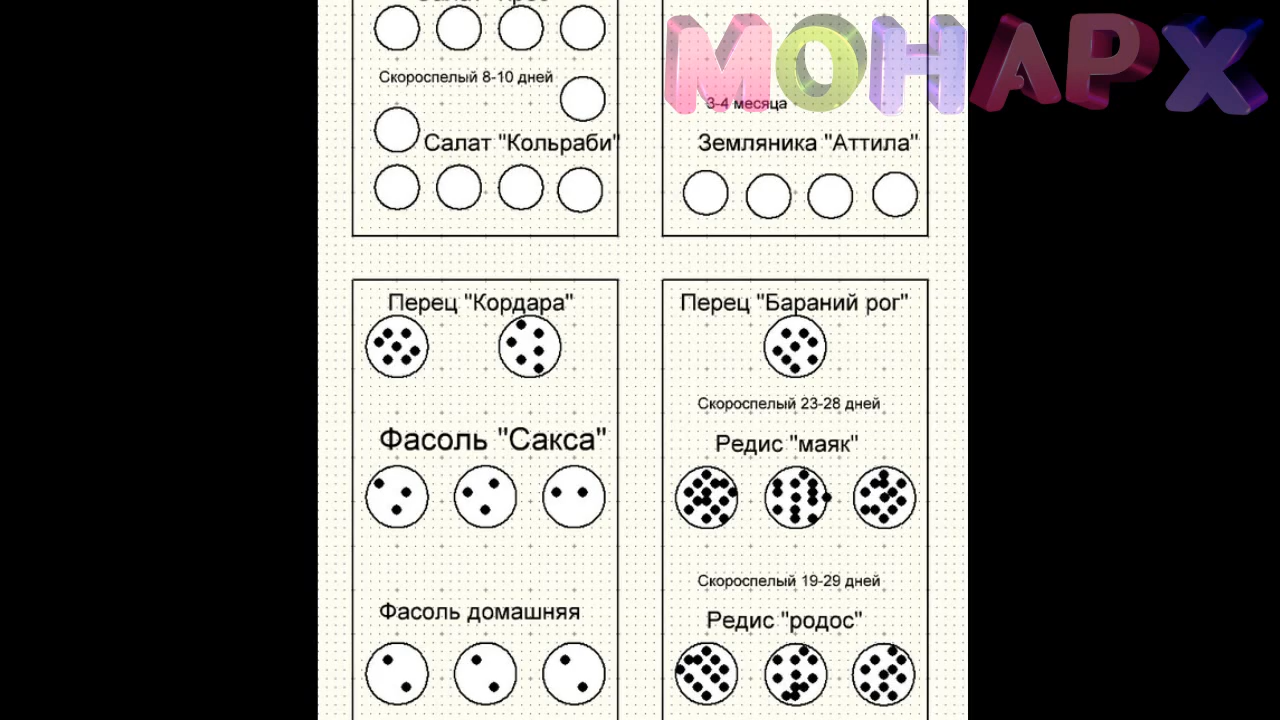 МОНАРХ
Скороспелый 8-10 дней
Салат "Кольраби"
3-4 месяца
Земляника "Аттила"
Перец "Кордара"
Фасоль "Сакса"
Фасоль домашняя
Перец "Бараний рог"
Скороспелый 23-28 дней
Редис "маяк"
Скороспелый 19-29 дней
Редис "родос"